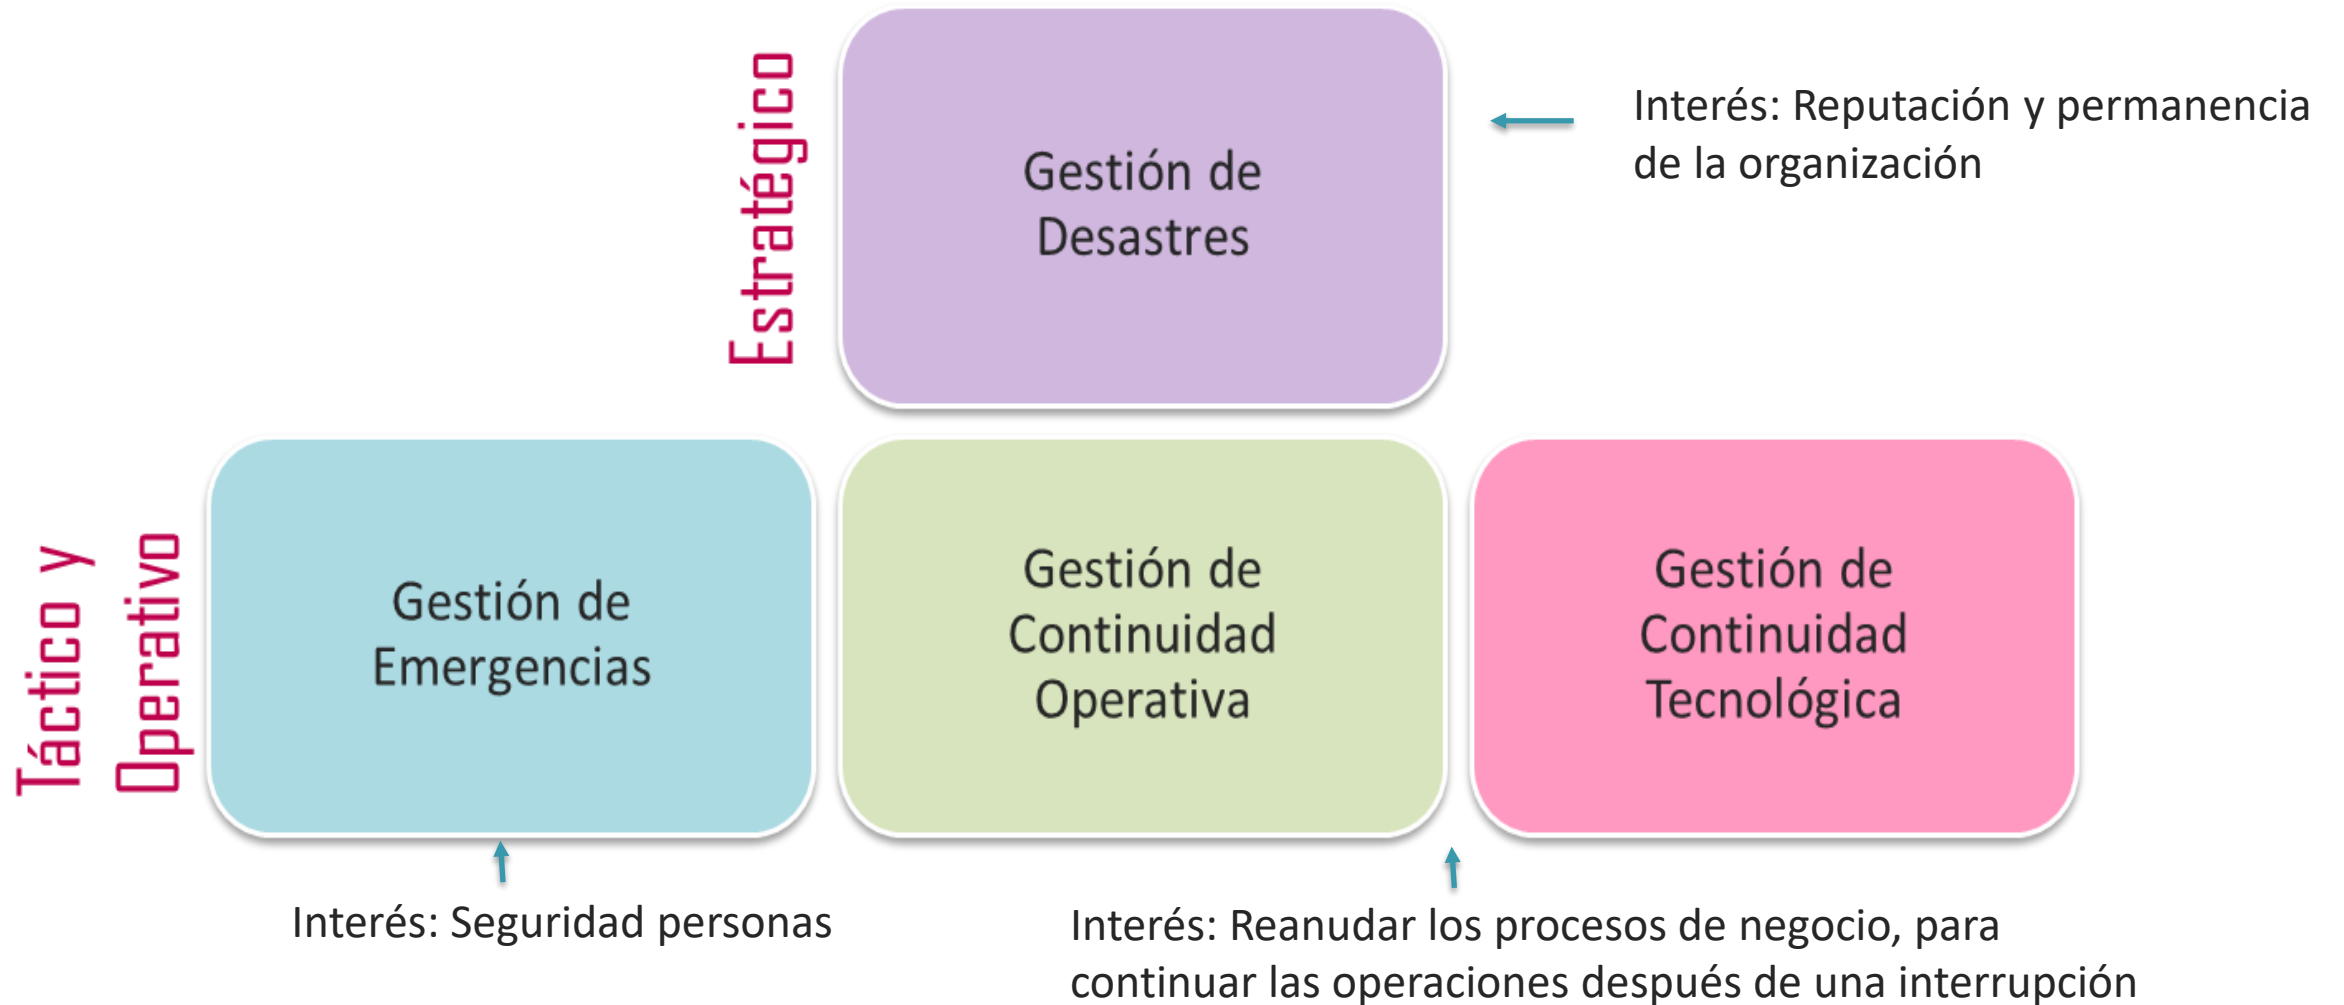 Estratégico
Gestión de
Desastres
Interés: Reputación y permanencia
de la organización
Táctico y
Operativo
Gestión de
Emergencias
Gestión de
Continuidad
Operativa
Gestión de
Continuidad
Tecnológica
Interés: Seguridad personas
Interés: Reanudar los procesos de negocio, para
continuar las operaciones después de una interrupción